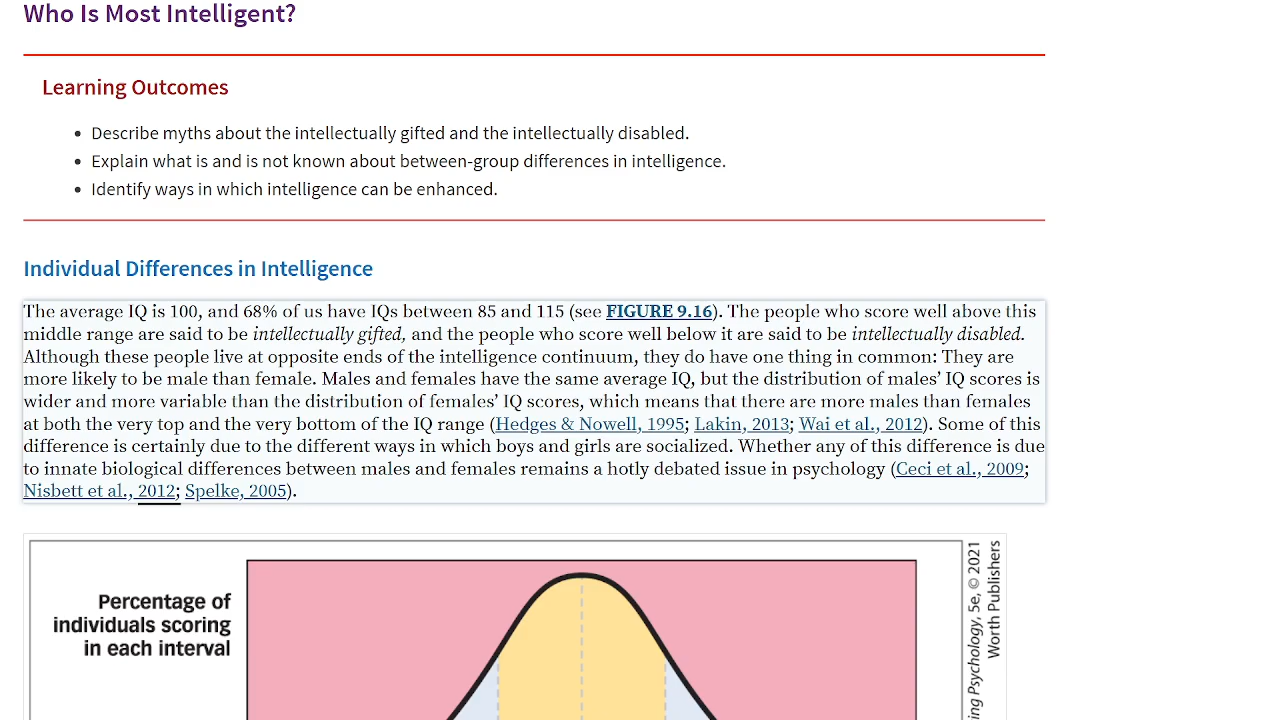 Who Is Most Intelligent?
Learning Outcomes
• Describe myths about the intellectually gifted and the intellectually disabled.
• Explain what is and is not known about between-group differences in intelligence.
• Identify ways in which intelligence can be enhanced.
Individual Differences in Intelligence
The average IQ is 100, and 68% of us have IQs between 85 and 115 (see FIGURE 9.16). The people who score well above this
middle range are said to be intellectually gifted, and the people who score well below it are said to be intellectually disabled.
Although these people live at opposite ends of the intelligence continuum, they do have one thing in common: They are
more likely to be male than female. Males and females have the same average IQ, but the distribution of males’ IQ scores is
wider and more variable than the distribution of females’ IQ scores, which means that there are more males than females
at both the very top and the very bottom of the IQ range (Hedges & Nowell, 1995; Lakin, 2013; Wai et al., 2012). Some of this
difference is certainly due to the different ways in which boys and girls are socialized. Whether any of this difference is due
to innate biological differences between males and females remains a hotly debated issue in psychology (Ceci et al., 2009;
Nisbett et al., 2012; Spelke, 2005).
Percentage of
individuals scoring
in each interval
ing Psychology, 5e, © 2021
Worth Publishers